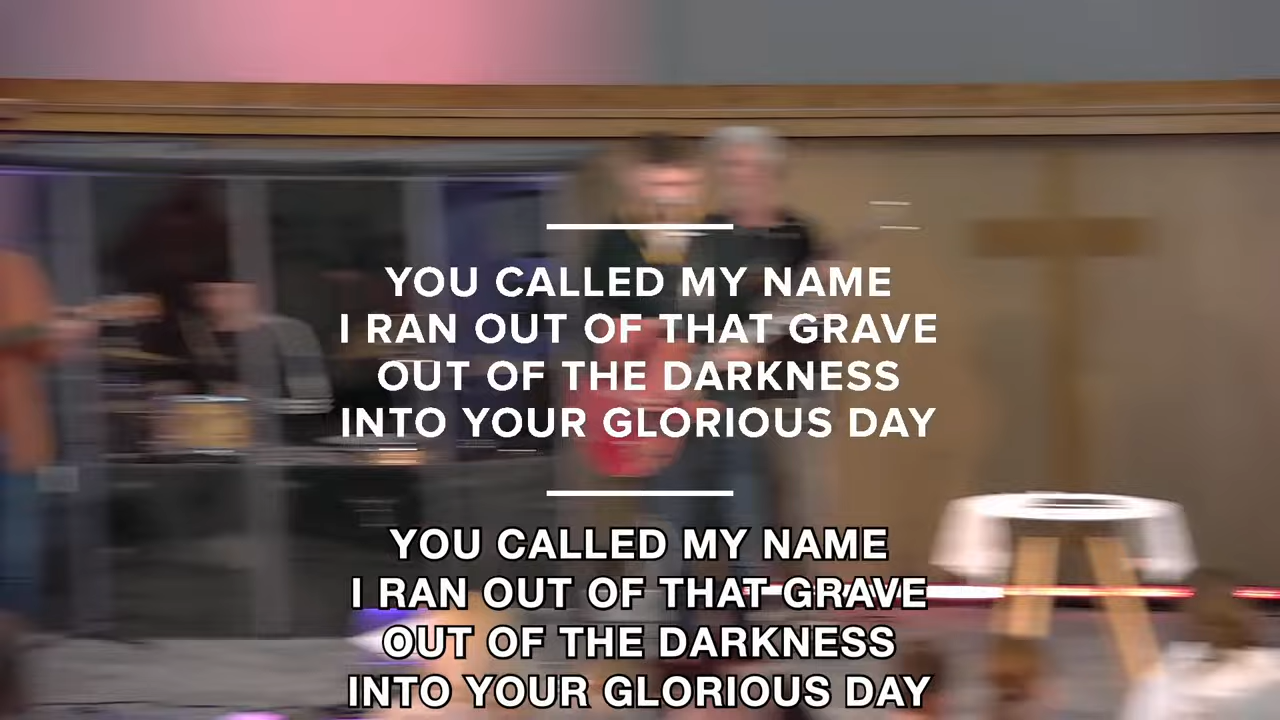 YOU CALLED MY NAME
I RAN OUT OF THAT GRAVE
OUT OF THE DARKNESS
INTO YOUR GLORIOUS DAY
YOU CALLED MY NAME
I RAN OUT OF THAT GRAVE
OUT OF THE DARKNESS
INTO YOUR GLORIOUS DAY